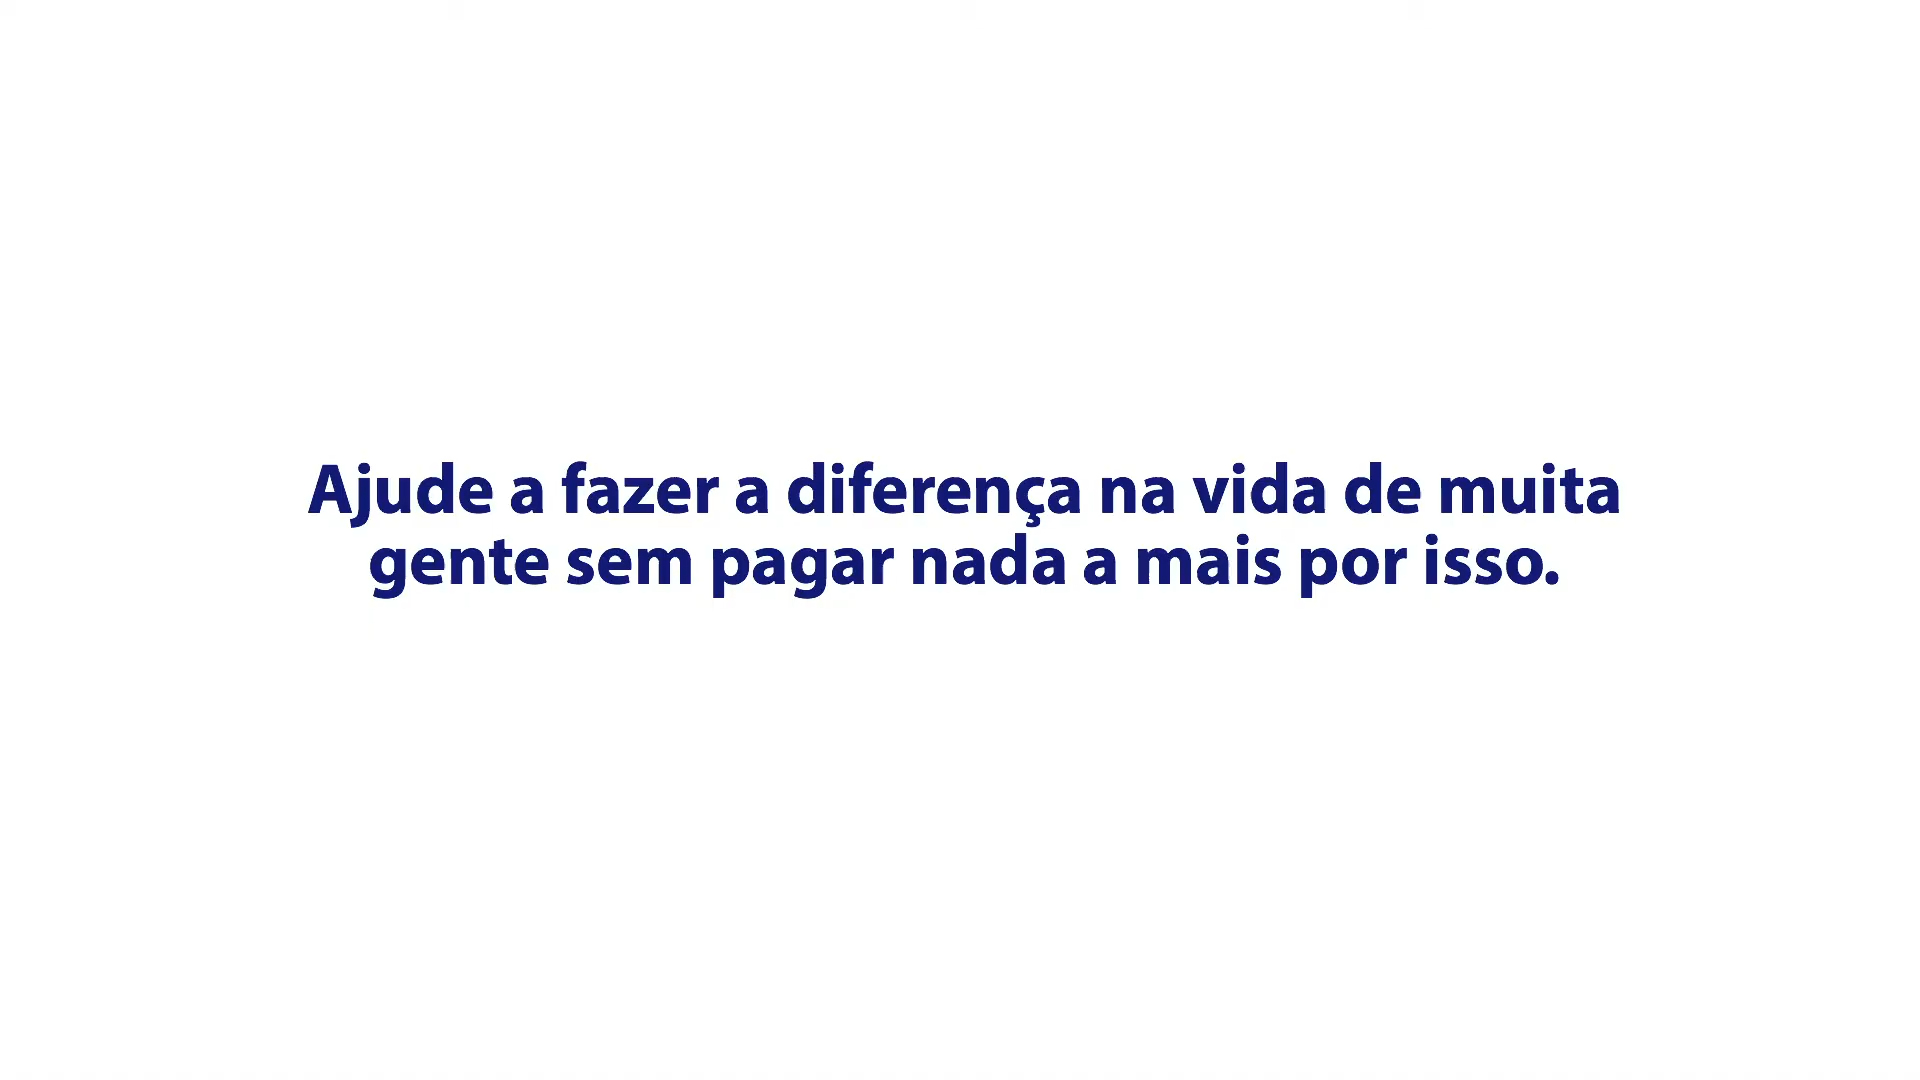 Ajude a fazer a diferença na vida de muita
gente sem pagar nada a mais por isso.